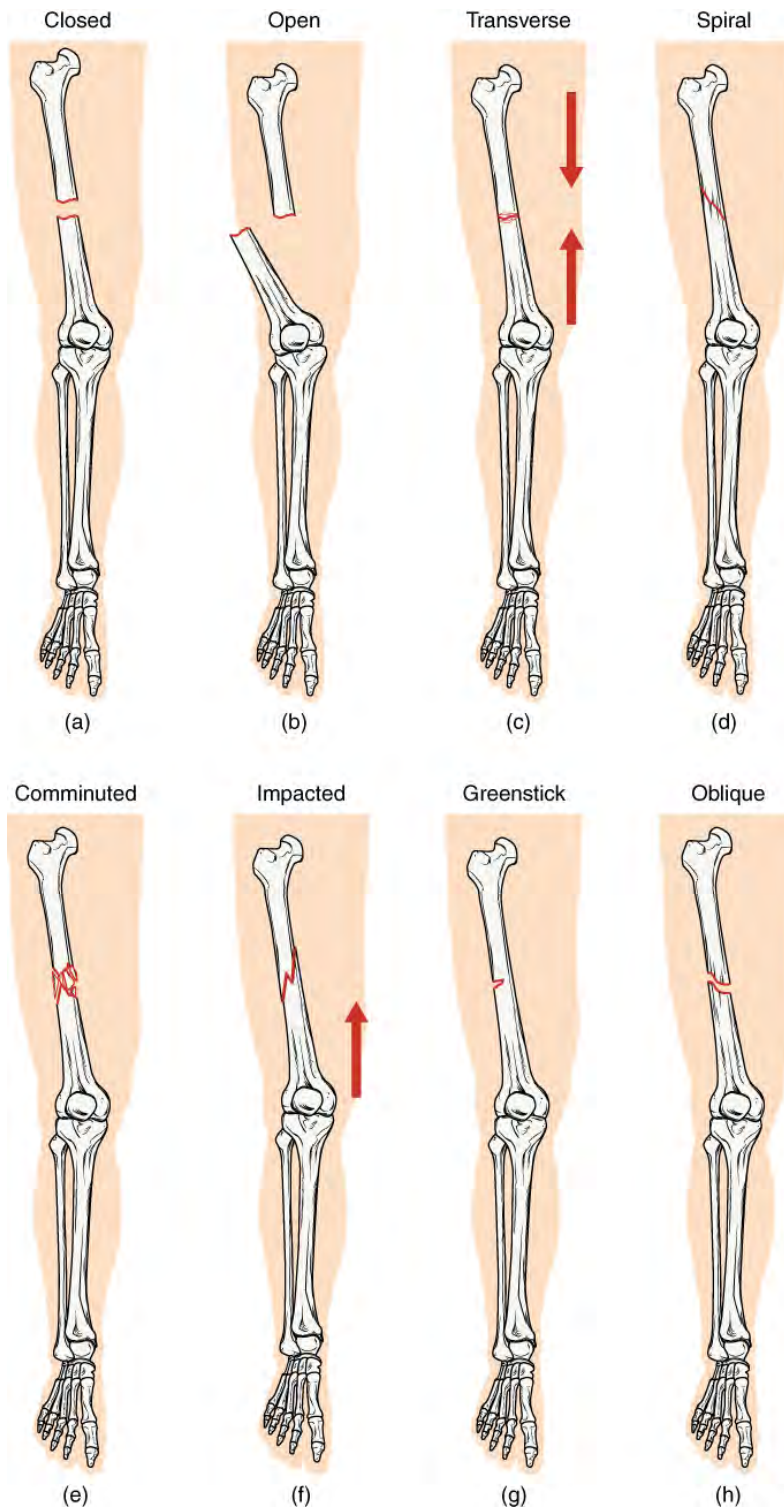 Closed Open Transverse Spiral
(a) (b) (c) (d)
Comminuted Impacted Greenstick Oblique
(e) (f) (g) (h)